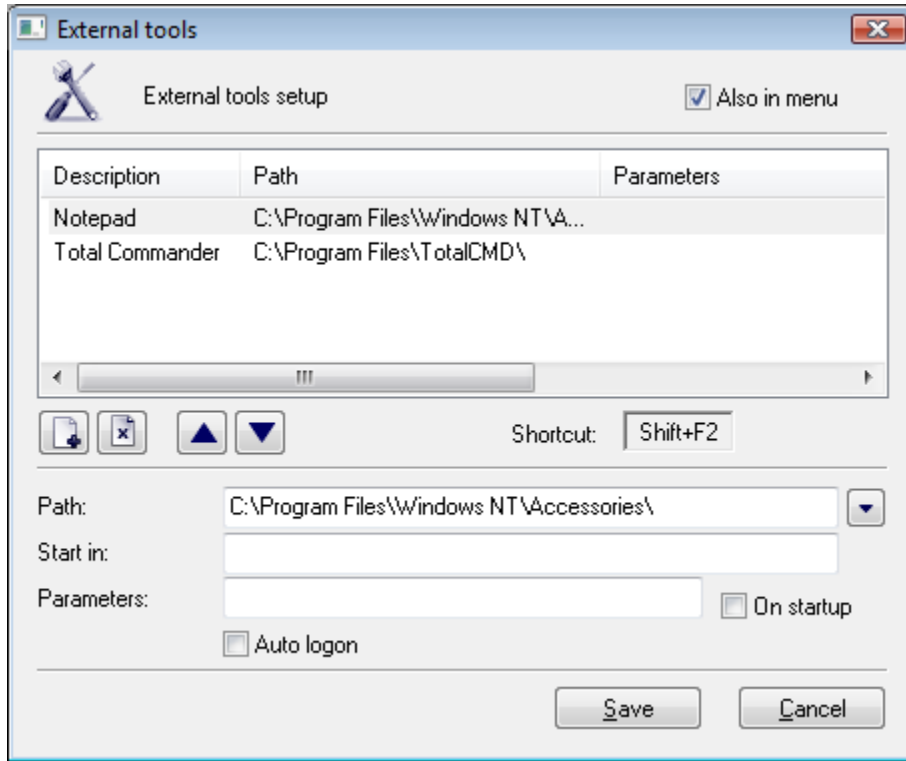 External tools
External tools setup
Also in menu
Description Path Parameters
Notepad C:\Program Files\Windows NT\A...
Total Commander C:\Program Files\TotalCMD\
Shortcut: Shift+F2
Path: C:\Program Files\Windows NT\Accessories\
Start in:
Parameters:
On startup
Auto logon
Save Cancel